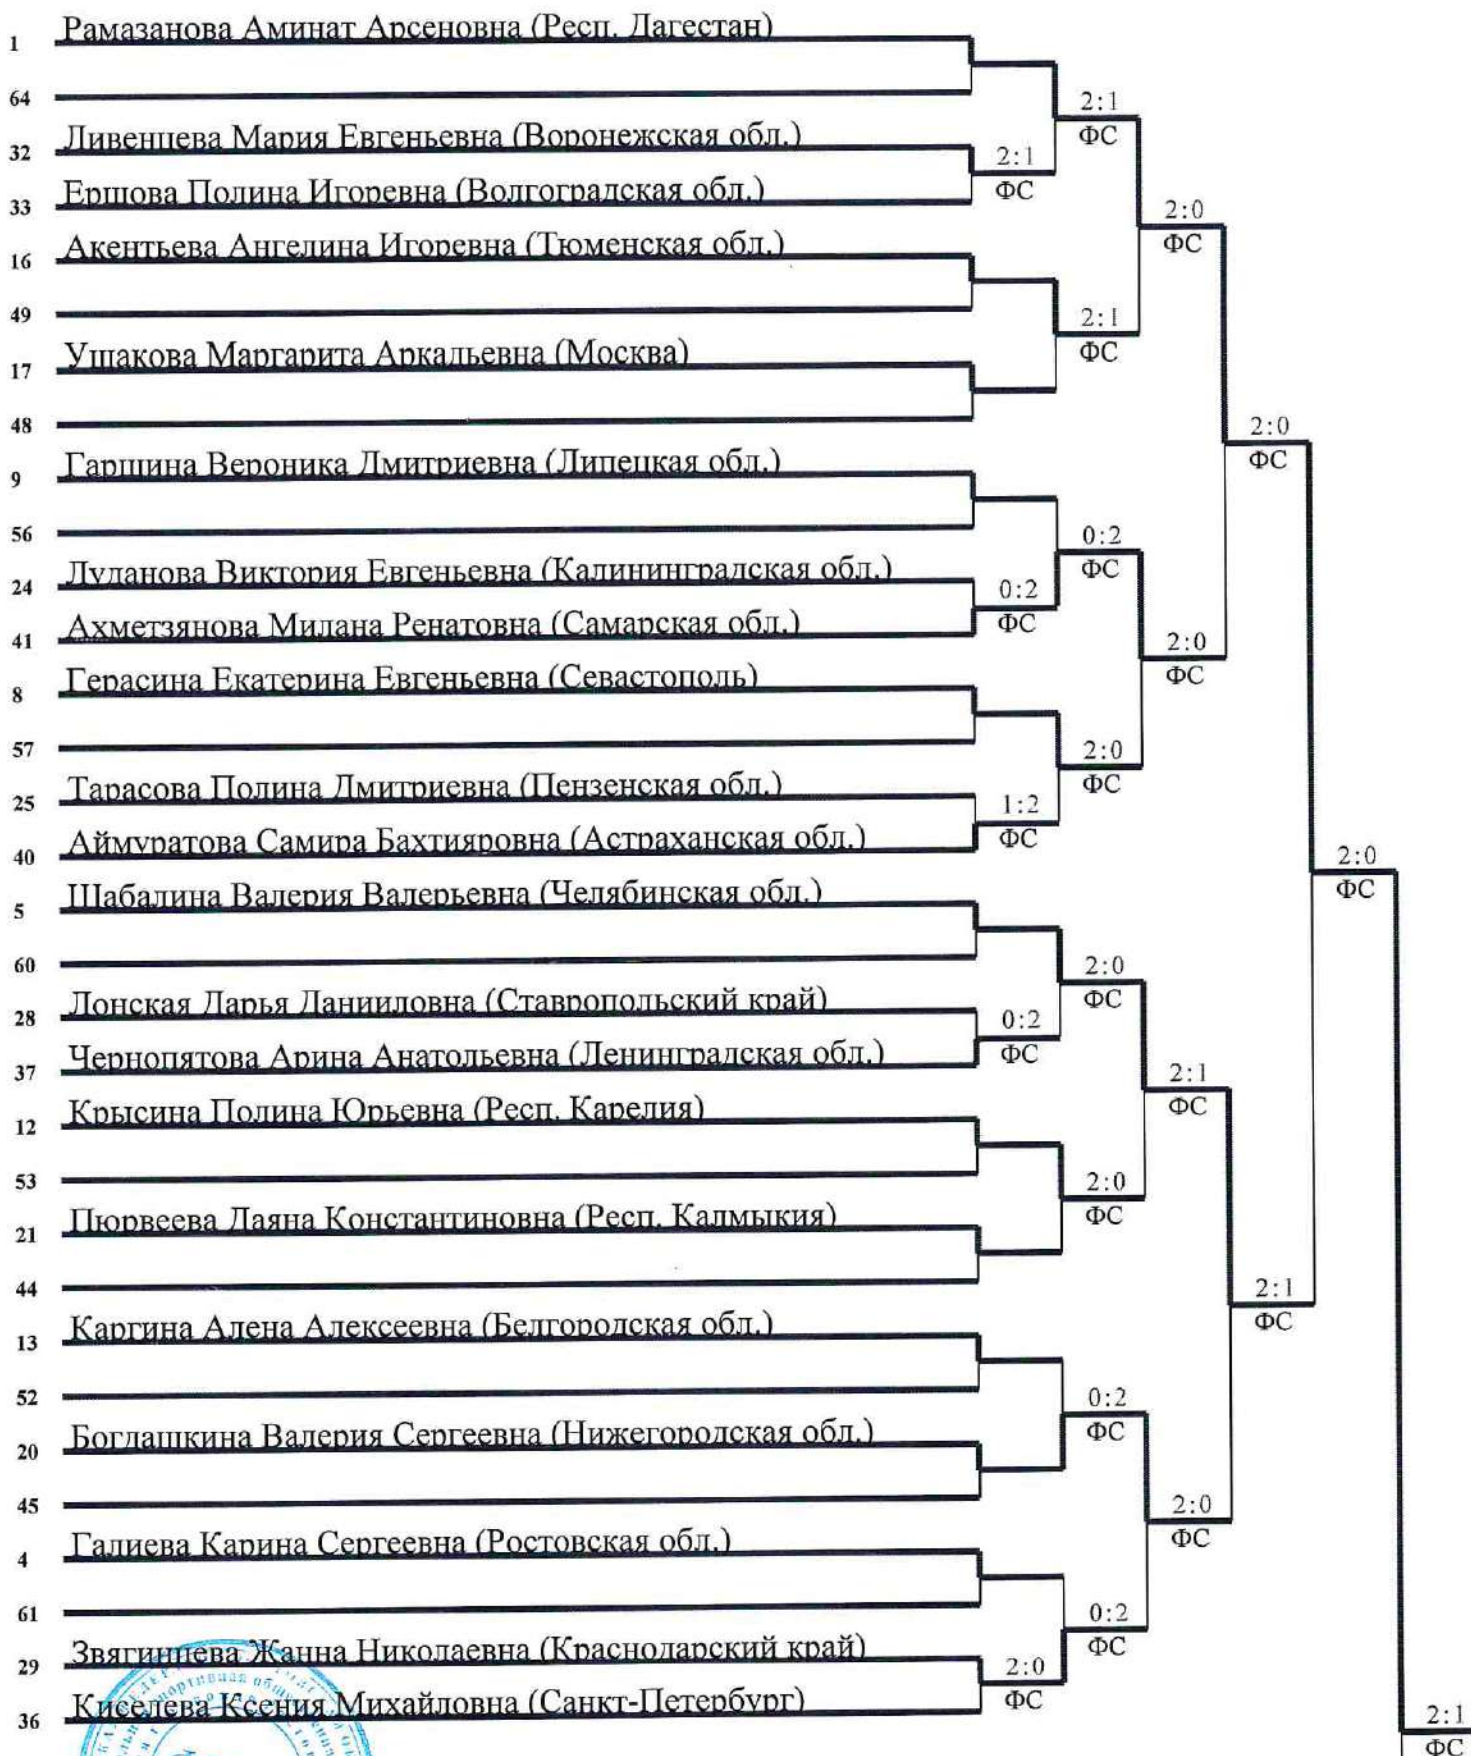 1 Рамазанова Аминат Арсеновна (Респ. Дагестан)
64
2:1
ФС
32 Ливенцева Мария Евгеньевна (Воронежская обл.)
2:1
ФС
33 Ершова Полина Игоревна (Волгоградская обл.)
2:0
ФС
16 Акентьева Ангелина Игоревна (Тюменская обл.)
49
2:1
ФС
17 Ушакова Маргарита Аркадьевна (Москва)
48
2:0
ФС
9 Гаршина Вероника Дмитриевна (Липецкая обл.)
56
0:2
ФС
24 Луданова Виктория Евгеньевна (Калининградская обл.)
0:2
ФС
41 Ахметзянова Милана Ренатовна (Самарская обл.)
2:0
ФС
8 Герасина Екатерина Евгеньевна (Севастополь)
57
2:0
ФС
25 Тарасова Полина Дмитриевна (Пензенская обл.)
1:2
ФС
40 Аймуратова Самира Бахтияровна (Астраханская обл.)
2:0
ФС
5 Шабалина Валерия Валерьевна (Челябинская обл.)
60
2:0
ФС
28 Лонская Дарья Данииловна (Ставропольский край)
0:2
ФС
37 Чернопятова Арина Анатольевна (Ленинградская обл.)
2:1
ФС
12 Крысина Полина Юрьевна (Респ. Карелия)
53
2:0
ФС
21 Пюрвеева Даяна Константиновна (Респ. Калмыкия)
44
2:1
ФС
13 Каргина Алена Алексеевна (Белгородская обл.)
52
0:2
ФС
20 Богдашкина Валерия Сергеевна (Нижегородская обл.)
45
2:0
ФС
4 Галиева Карина Сергеевна (Ростовская обл.)
61
0:2
ФС
29 Звягинцева Жанна Николаевна (Краснодарский край)
2:0
ФС
36 Киселева Ксения Михайловна (Санкт-Петербург)
2:1
ФС